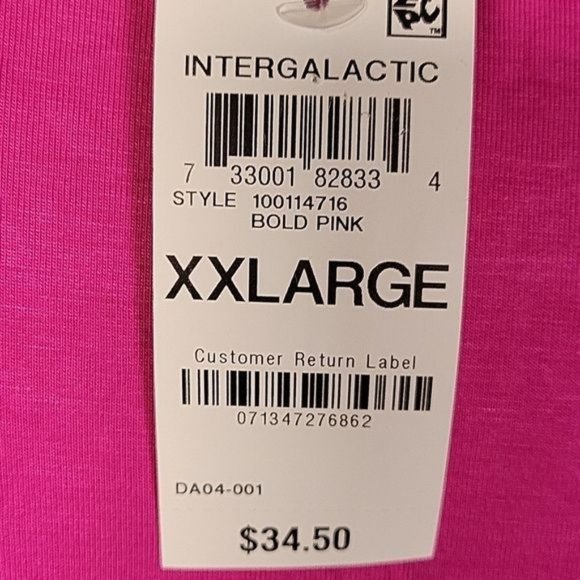 INTERGALACTIC
7 33001 82833 4
STYLE 100114716
BOLD PINK
XXLARGE
Customer Return Label
071347276862
DA04-001
$34.50